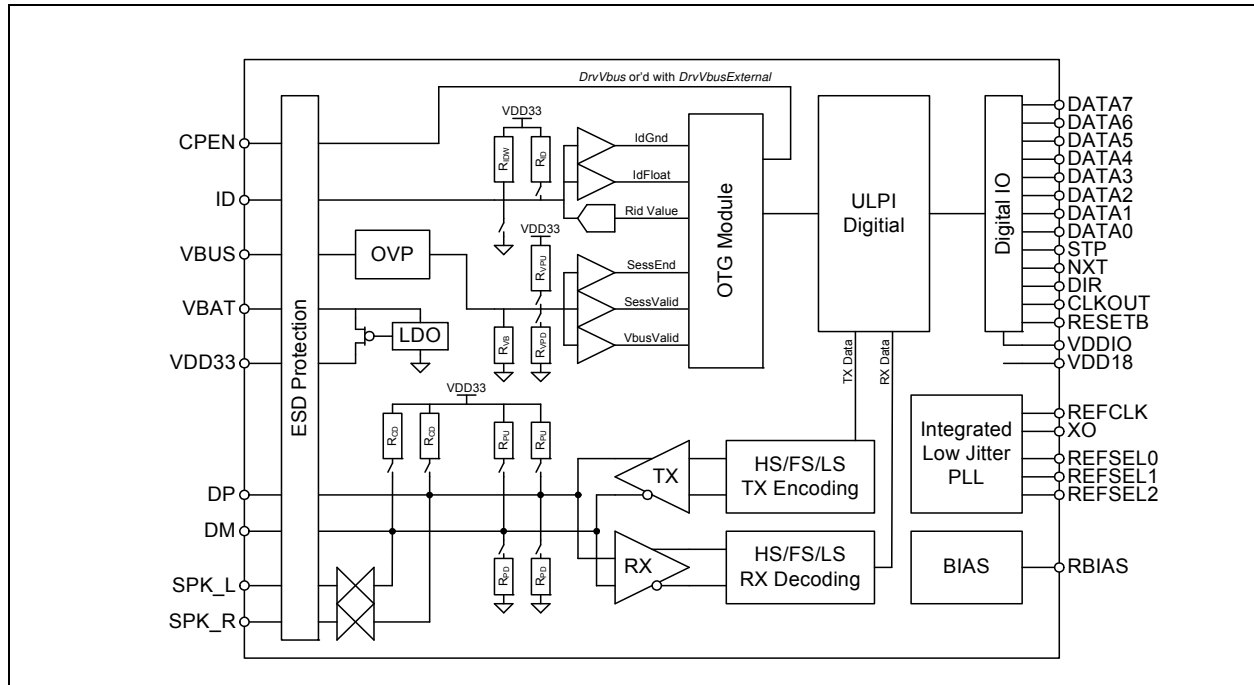 DrvVbus or'd with DrvVbusExternal
CPEN
ID
VBUS
VBAT
VDD33
DP
DM
SPK_L
SPK_R
ESD Protection
VDD33
RIDW
RID
IdGnd
IdFloat
Rid Value
OVP
VDD33
RVPU
RVB
RVPD
SessEnd
SessValid
VbusValid
LDO
OTG Module
ULPI
Digitial
Digital IO
TX Data
RX Data
VDD33
RCD
RCD
RPU
RPU
RPD
RPD
TX
HS/FS/LS
TX Encoding
RX
HS/FS/LS
RX Decoding
Integrated
Low Jitter
PLL
BIAS
DATA7
DATA6
DATA5
DATA4
DATA3
DATA2
DATA1
DATA0
STP
NXT
DIR
CLKOUT
RESETB
VDDIO
VDD18
REFCLK
XO
REFSEL0
REFSEL1
REFSEL2
RBIAS